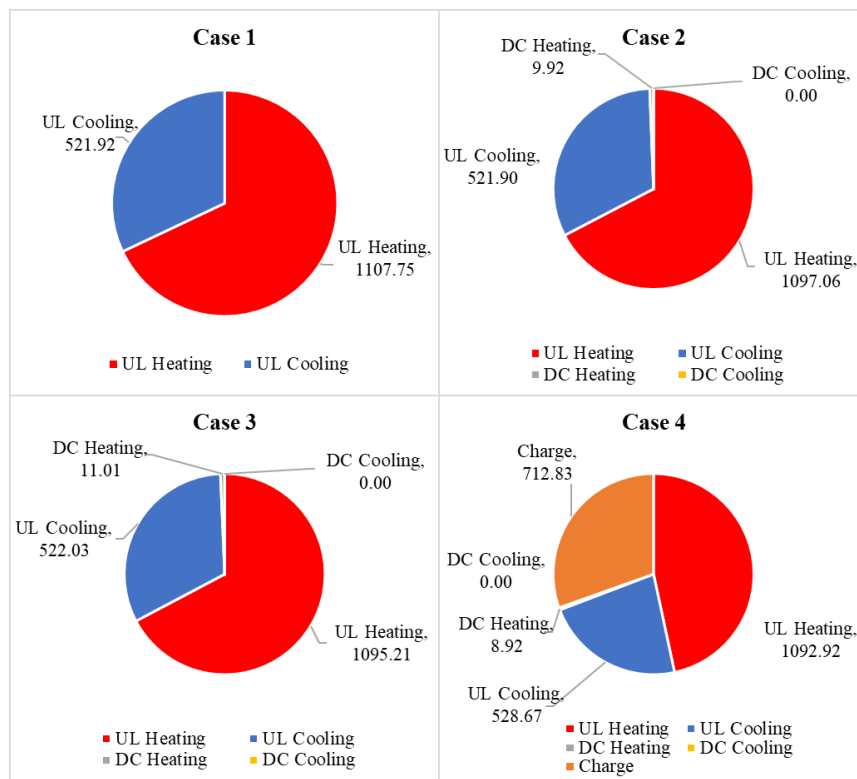 Case 1
UL Cooling,
521.92
UL Heating,
1107.75
UL Heating
UL Cooling
Case 2
DC Heating,
9.92
DC Cooling,
0.00
UL Cooling,
521.90
UL Heating,
1097.06
UL Heating
UL Cooling
DC Heating
DC Cooling
Case 3
DC Heating,
11.01
DC Cooling,
0.00
UL Cooling,
522.03
UL Heating,
1095.21
UL Heating
UL Cooling
DC Heating
DC Cooling
Case 4
Charge,
712.83
DC Cooling,
0.00
DC Heating,
8.92
UL Cooling,
528.67
UL Heating,
1092.92
UL Heating
UL Cooling
DC Heating
DC Cooling
Charge